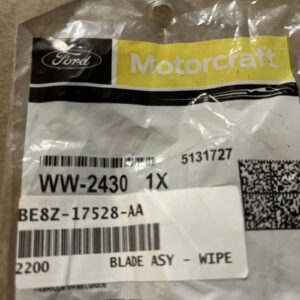 Ford Motorcraft
5131727
WW-2430 1X
BE8Z-17528-AA
2200 BLADE ASY - WIPE